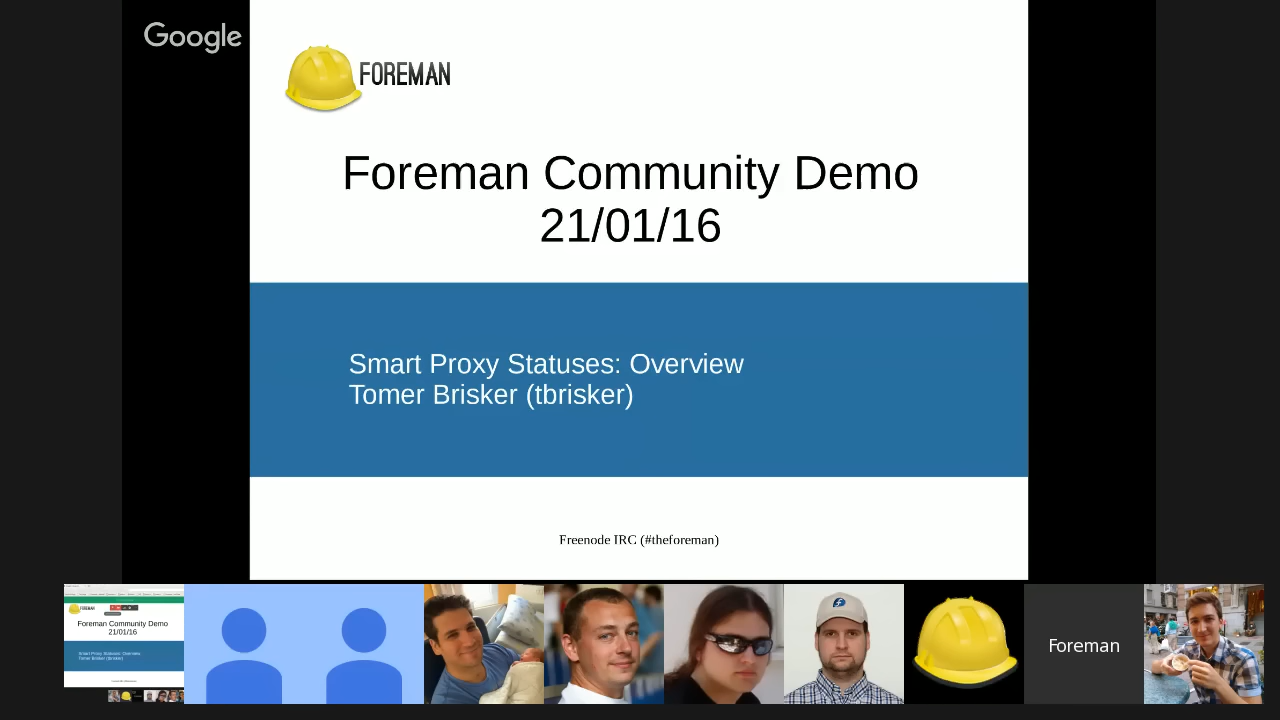 Google
FOREMAN
Foreman Community Demo
21/01/16
Smart Proxy Statuses: Overview
Tomer Brisker (tbrisker)
Freenode IRC (#theforeman)
FOREMAN
Foreman Community Demo
21/01/16
Smart Proxy Statuses: Overview
Tomer Brisker (tbrisker)
Foreman